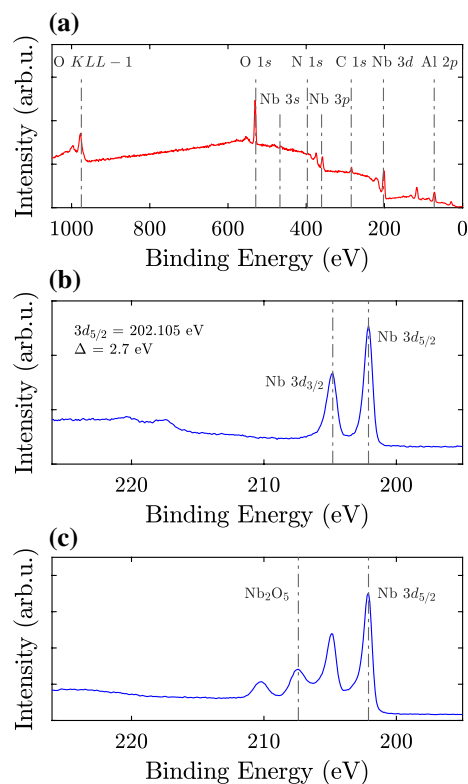 (a)
O KLL − 1
O 1s
N 1s
C 1s
Nb 3d
Al 2p
Nb 3s
Nb 3p
Intensity (arb.u.)
1000
800
600
400
200
0
Binding Energy (eV)
(b)
3d5/2 = 202.105 eV
Δ = 2.7 eV
Nb 3d5/2
Nb 3d3/2
Intensity (arb.u.)
220
210
200
Binding Energy (eV)
(c)
Nb2O5
Nb 3d5/2
Intensity (arb.u.)
220
210
200
Binding Energy (eV)